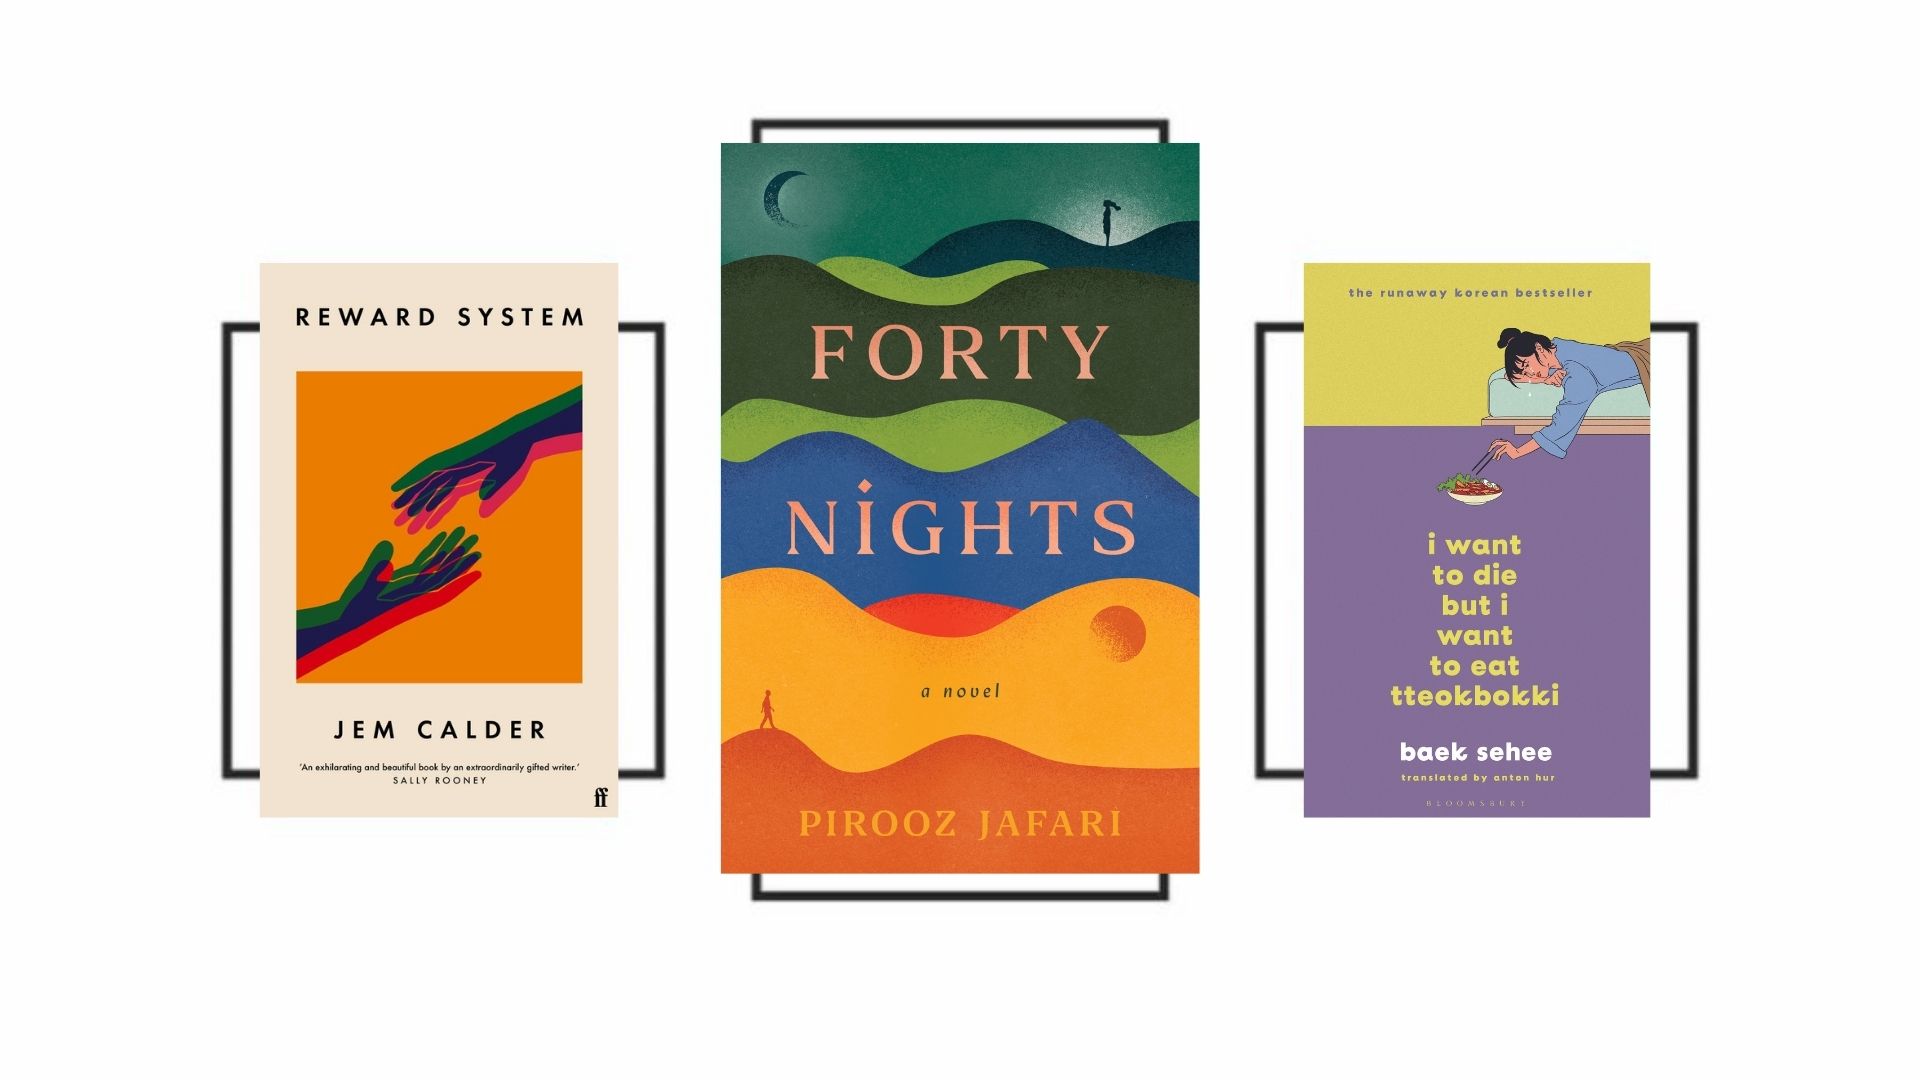 REWARD SYSTEM
JEM CALDER
'An exhilarating and beautiful book by an extraordinarily gifted writer.'
SALLY ROONEY
ff
FORTY
NIGHTS
a novel
PIROOZ JAFARI
the runaway korean bestseller
i want
to die
but i
want
to eat
tteokbokki
baek sehee
translated by anton hur
BLOOMSBURY